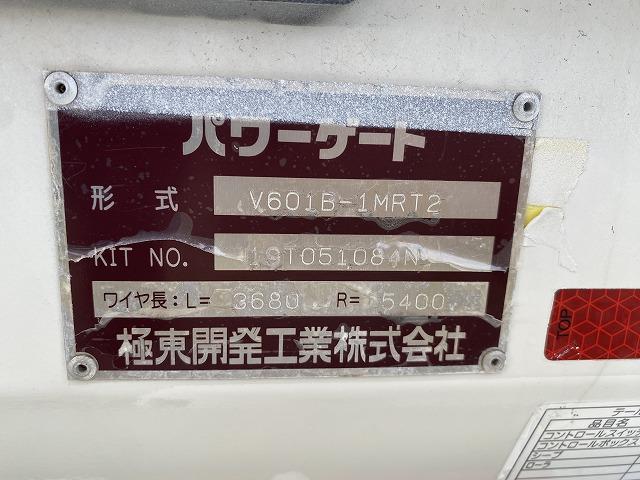 パワーゲート
形 式 V601B-1MRT2
KIT NO. 19T051084N
ワイヤ長:L= 3680 R= 5400
極東開発工業株式会社
TOP
テール
品目名
コントロールスイッチ
コントロールボックス
シーブ
ローラ